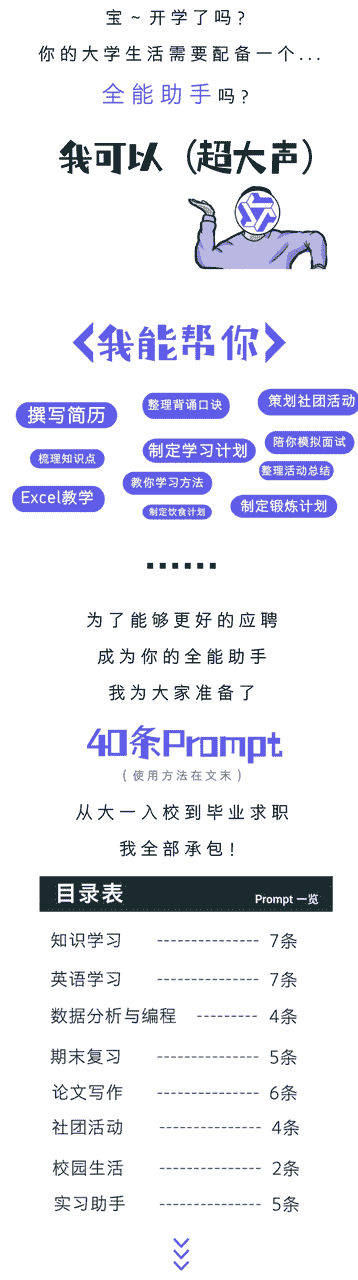 宝~开学了吗?
你的大学生活需要配备一个...
全能助手吗?
我可以（超大声）
<我能帮你>
撰写简历
整理背诵口诀
策划社团活动
梳理知识点
制定学习计划
陪你模拟面试
Excel教学
教你学习方法
整理活动总结
制定饮食计划
制定锻炼计划
······
为了能够更好的应聘
成为你的全能助手
我为大家准备了
40条Prompt
(使用方法在文末)
从大一入校到毕业求职
我全部承包!
目录表 Prompt 一览
知识学习 --------------- 7条
英语学习 --------------- 7条
数据分析与编程 --------- 4条
期末复习 --------------- 5条
论文写作 --------------- 6条
社团活动 --------------- 4条
校园生活 --------------- 2条
实习助手 --------------- 5条